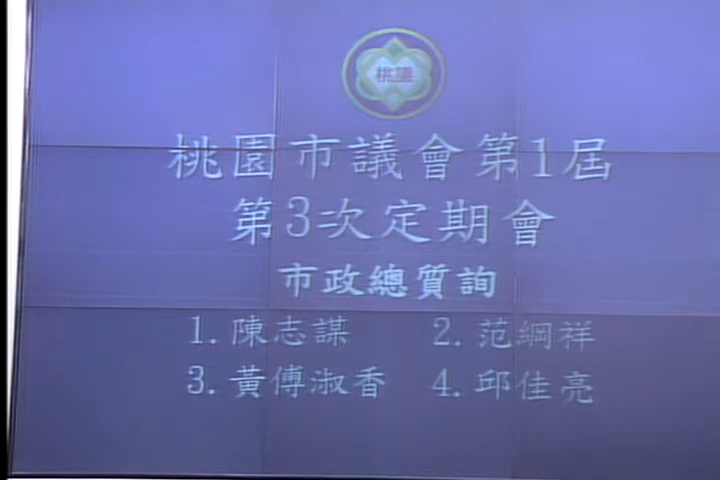 桃議
桃園市議會第1屆
第3次定期會
市政總質詢
1.陳志謀 2.范綱祥
3.黃傅淑香 4.邱佳亮